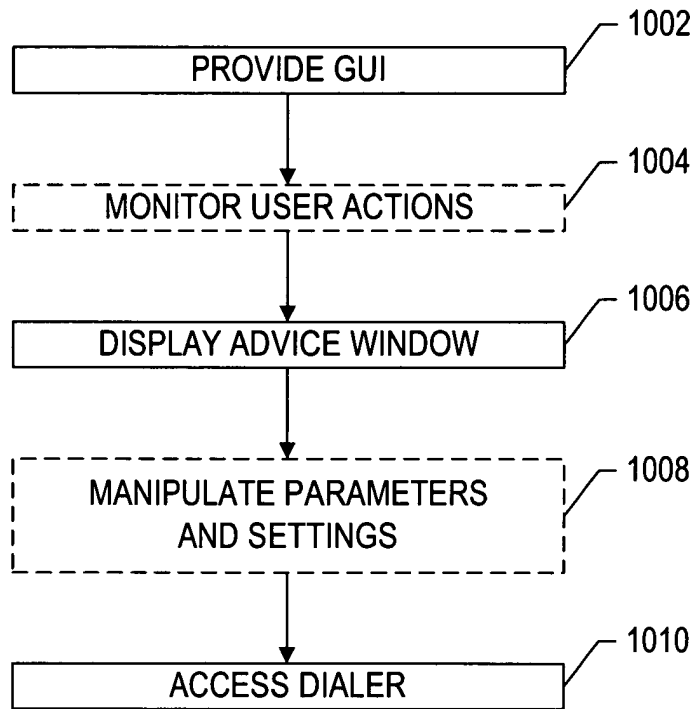 1002
PROVIDE GUI
1004
MONITOR USER ACTIONS
1006
DISPLAY ADVICE WINDOW
1008
MANIPULATE PARAMETERS
AND SETTINGS
1010
ACCESS DIALER